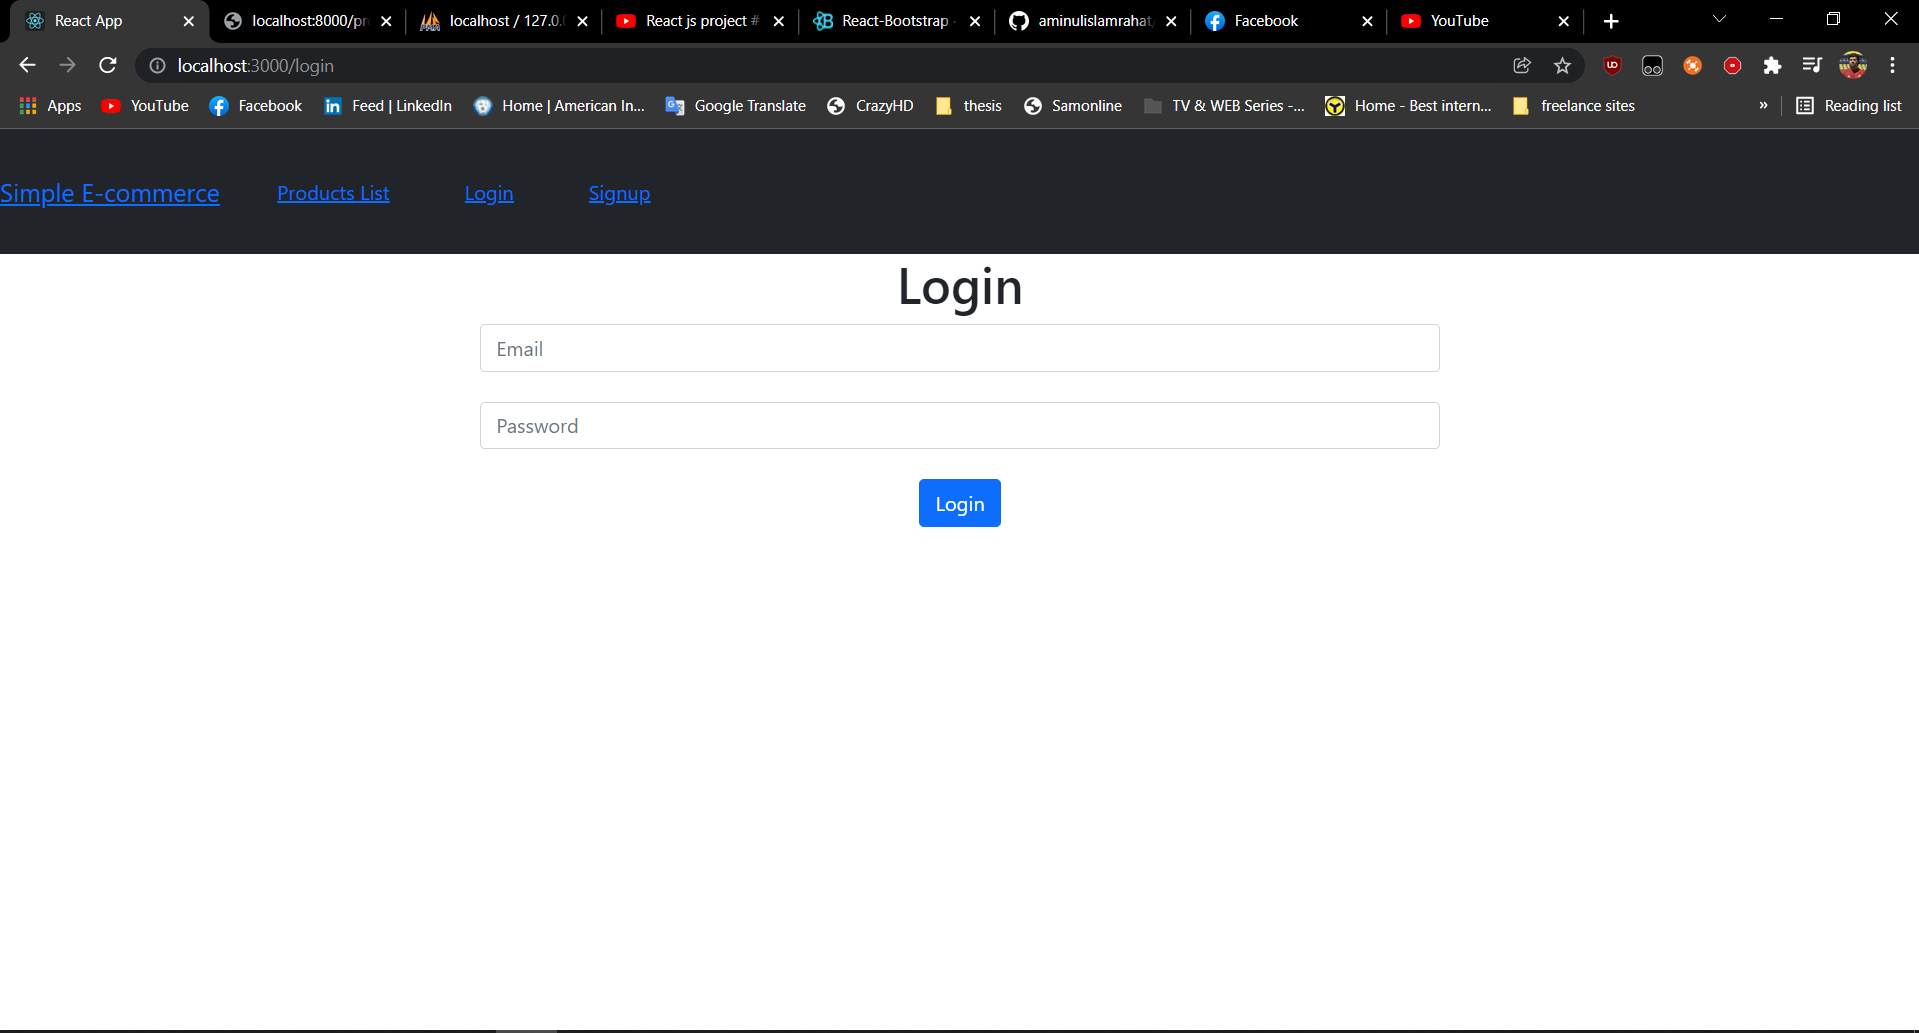 React App localhost:8000/pr localhost / 127.0.0 React js project # React-Bootstrap · aminulislamrahat/ Facebook YouTube
localhost:3000/login
Apps YouTube Facebook Feed | LinkedIn Home | American In... Google Translate CrazyHD thesis Samonline TV & WEB Series -... Home - Best intern... freelance sites » Reading list
Simple E-commerce Products List Login Signup
Login
Email
Password
Login